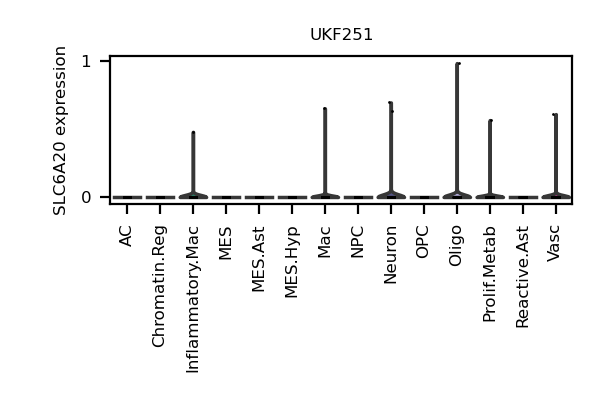 UKF251
SLC6A20 expression
1
0
AC
Chromatin.Reg
Inflammatory.Mac
MES
MES.Ast
MES.Hyp
Mac
NPC
Neuron
OPC
Oligo
Prolif.Metab
Reactive.Ast
Vasc